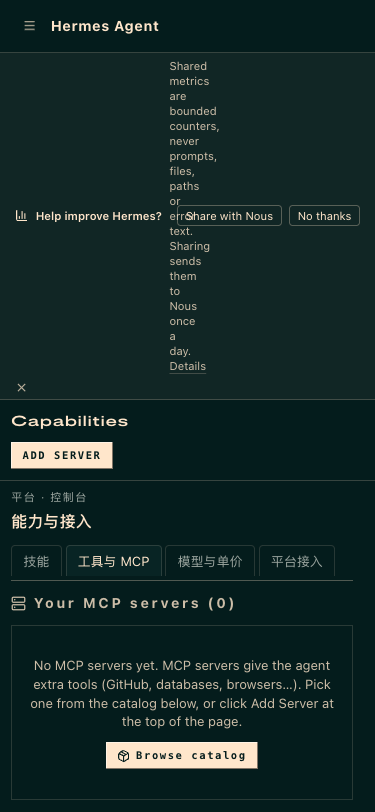 Hermes Agent
Shared
metrics
are
bounded
counters,
never
prompts,
files,
paths
or
error
text.
Sharing
sends
them
to
Nous
once
a
day.
Details
Help improve Hermes?
Share with Nous
No thanks
Capabilities
ADD SERVER
平台 · 控制台
能力与接入
技能
工具与 MCP
模型与单价
平台接入
Your MCP servers (0)
No MCP servers yet. MCP servers give the agent
extra tools (GitHub, databases, browsers…). Pick
one from the catalog below, or click Add Server at
the top of the page.
Browse catalog